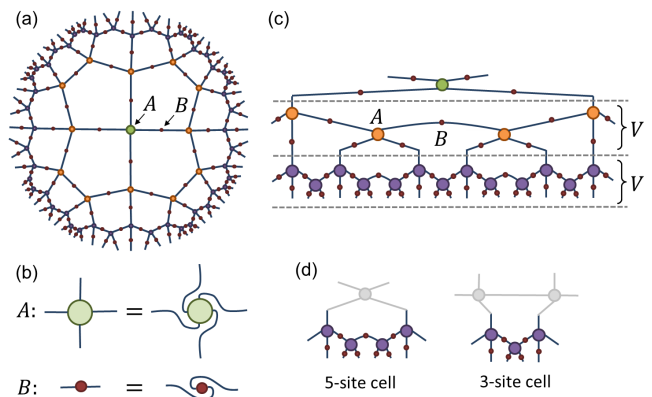 (a)
A
B
(b)
A: =
B: =
(c)
A
B
V
V
(d)
5-site cell
3-site cell